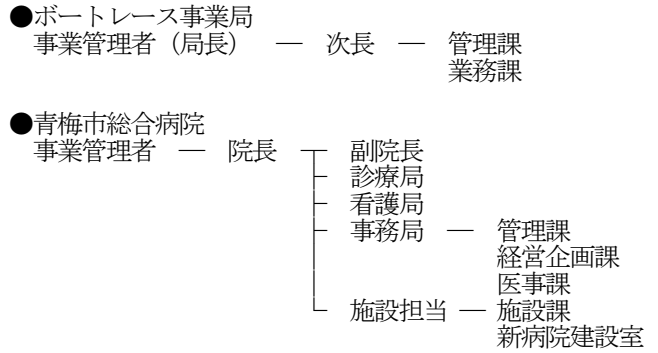 ●ボートレース事業局
事業管理者(局長) ― 次長 ― 管理課
業務課
●青梅市総合病院
事業管理者 ― 院長 ┬ 副院長
├ 診療局
├ 看護局
├ 事務局 ― 管理課
経営企画課
医事課
└ 施設担当 ― 施設課
新病院建設室